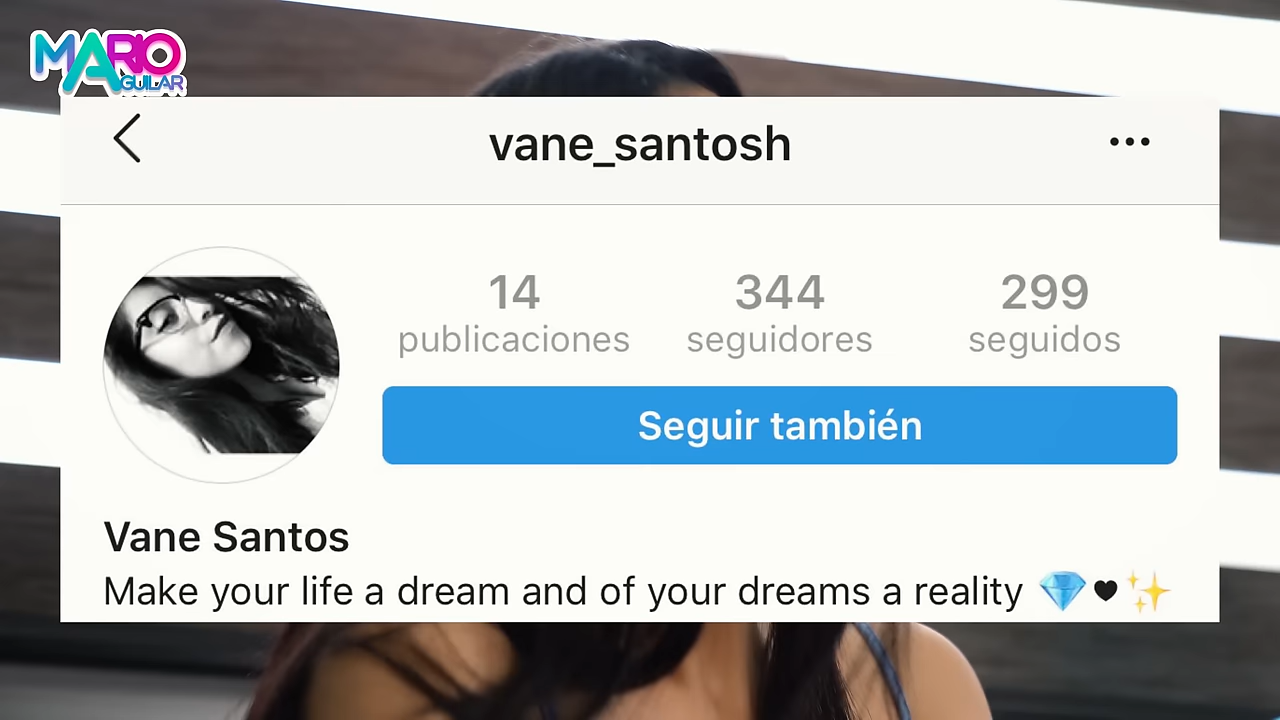 MARIO
AGUILAR
vane_santosh
14 344 299
publicaciones seguidores seguidos
Seguir también
Vane Santos
Make your life a dream and of your dreams a reality 💎🖤✨